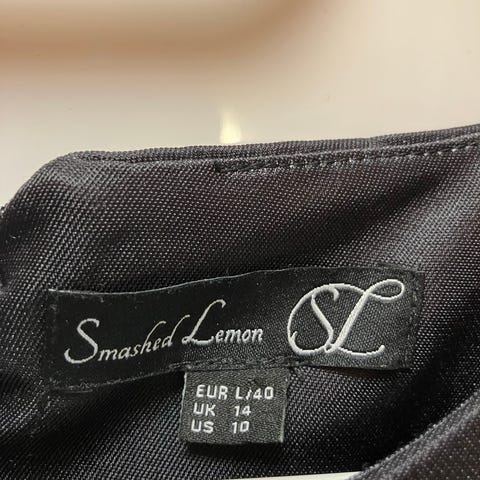 Smashed Lemon SL
EUR L/40
UK 14
US 10